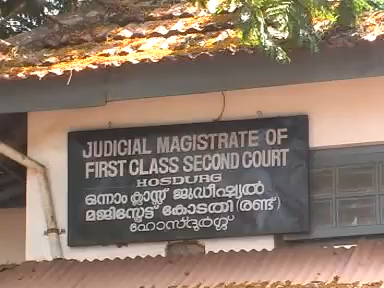 JUDICIAL MAGISTRATE OF
FIRST CLASS SECOND COURT
HOSDURG
ഒന്നാം ക്ലാസ്സ് ജുഡീഷ്യൽ
മജിസ്ട്രേട്ട് കോടതി (രണ്ട്)
ഹോസ്ദുർഗ്ഗ്